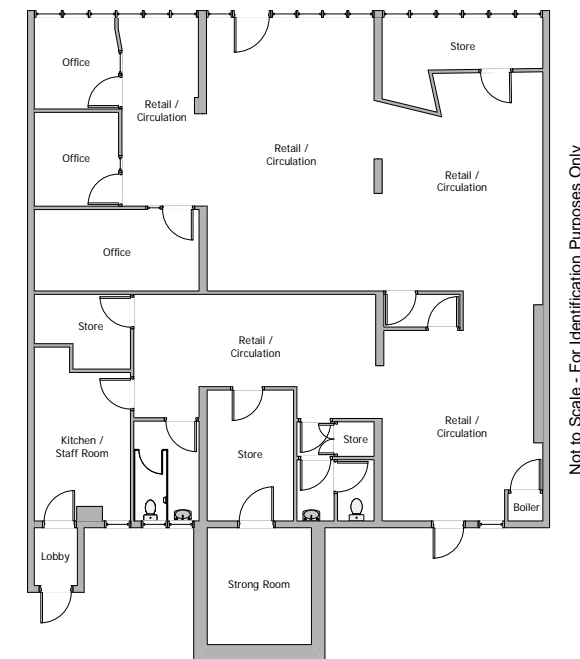 Store
Office
Retail /
Circulation
Retail /
Circulation
Office
Retail /
Circulation
Office
Store
Retail /
Circulation
Retail /
Circulation
Kitchen /
Staff Room
Store
Store
Boiler
Lobby
Strong Room
Not to Scale - For Identification Purposes Only